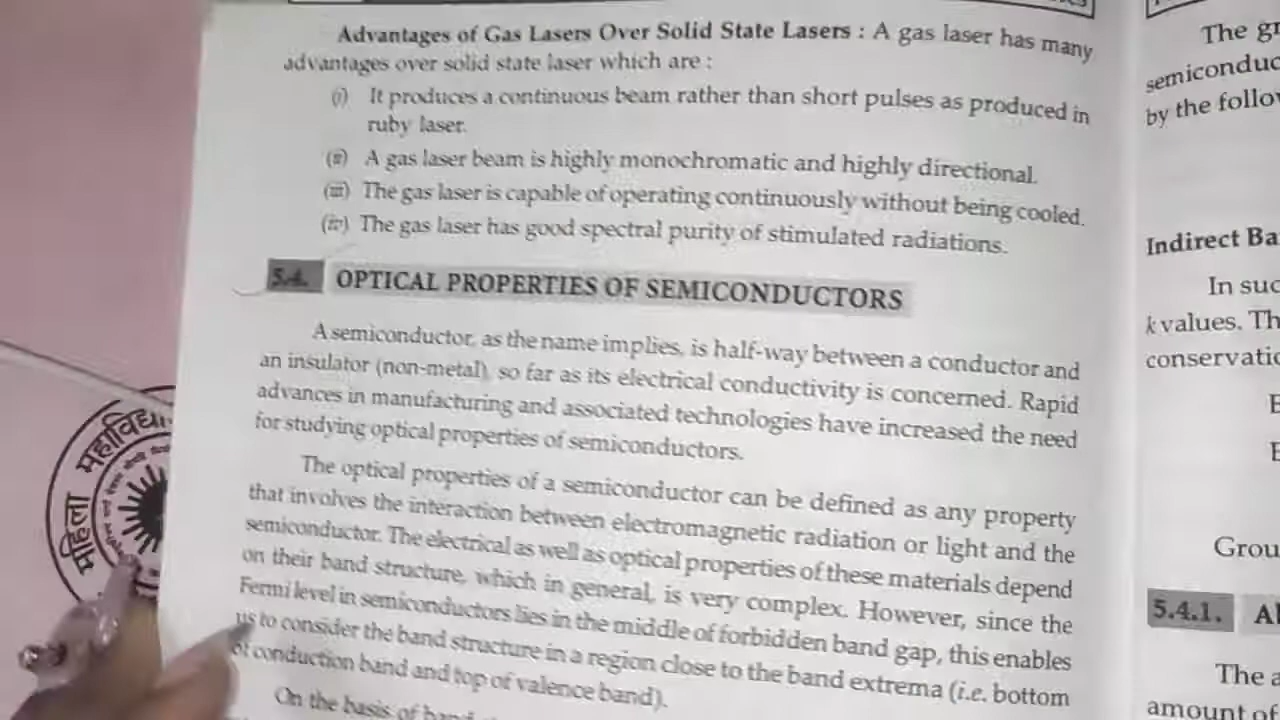 Advantages of Gas Lasers Over Solid State Lasers : A gas laser has many
advantages over solid state laser which are :
(i) It produces a continuous beam rather than short pulses as produced in
ruby laser.
(ii) A gas laser beam is highly monochromatic and highly directional.
(iii) The gas laser is capable of operating continuously without being cooled.
(iv) The gas laser has good spectral purity of stimulated radiations.
5.4. OPTICAL PROPERTIES OF SEMICONDUCTORS
A semiconductor, as the name implies, is half-way between a conductor and
an insulator (non-metal), so far as its electrical conductivity is concerned. Rapid
advances in manufacturing and associated technologies have increased the need
for studying optical properties of semiconductors.
The optical properties of a semiconductor can be defined as any property
that involves the interaction between electromagnetic radiation or light and the
semiconductor. The electrical as well as optical properties of these materials depend
on their band structure, which in general, is very complex. However, since the
Fermi level in semiconductors lies in the middle of forbidden band gap, this enables
us to consider the band structure in a region close to the band extrema (i.e. bottom
of conduction band and top of valence band).
On the basis of band
The gr
semiconduc
by the follov
Indirect Ba
In suc
k values. Th
conservatio
E
E
Grou
5.4.1. Al
The a
amount of
महिला महाविद्या